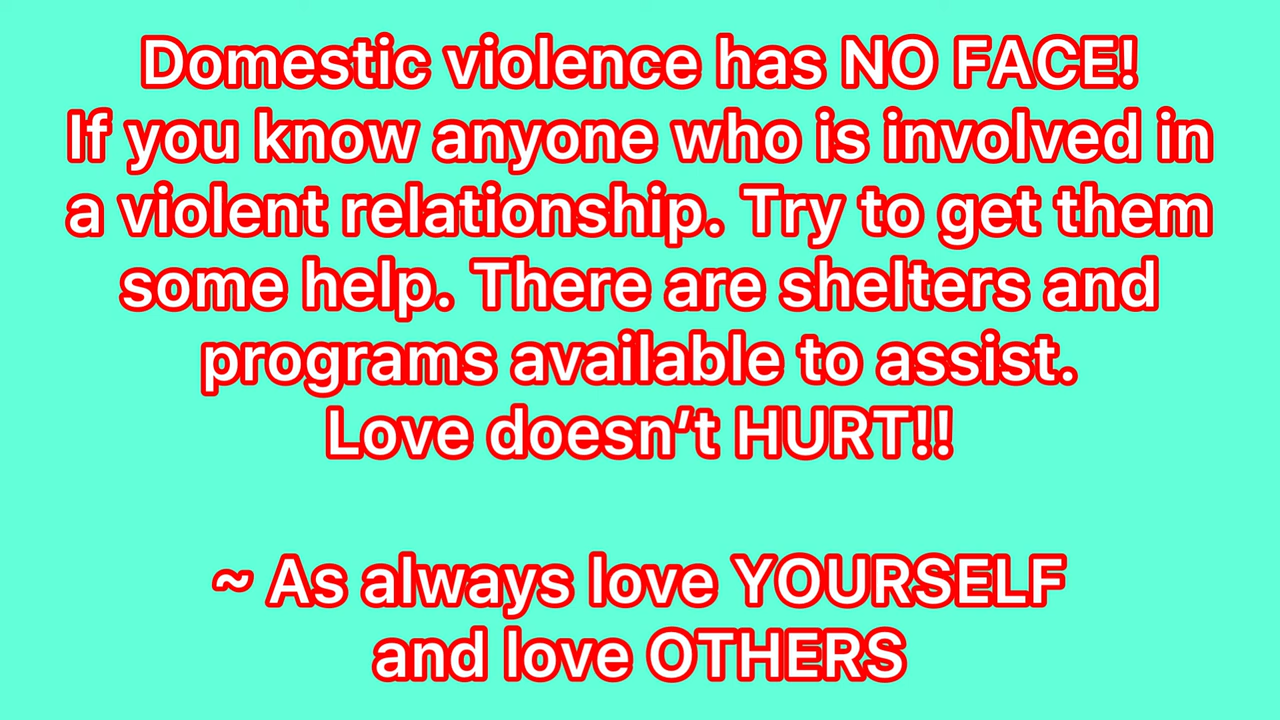 Domestic violence has NO FACE!
If you know anyone who is involved in
a violent relationship. Try to get them
some help. There are shelters and
programs available to assist.
Love doesn’t HURT!!
~ As always love YOURSELF
and love OTHERS